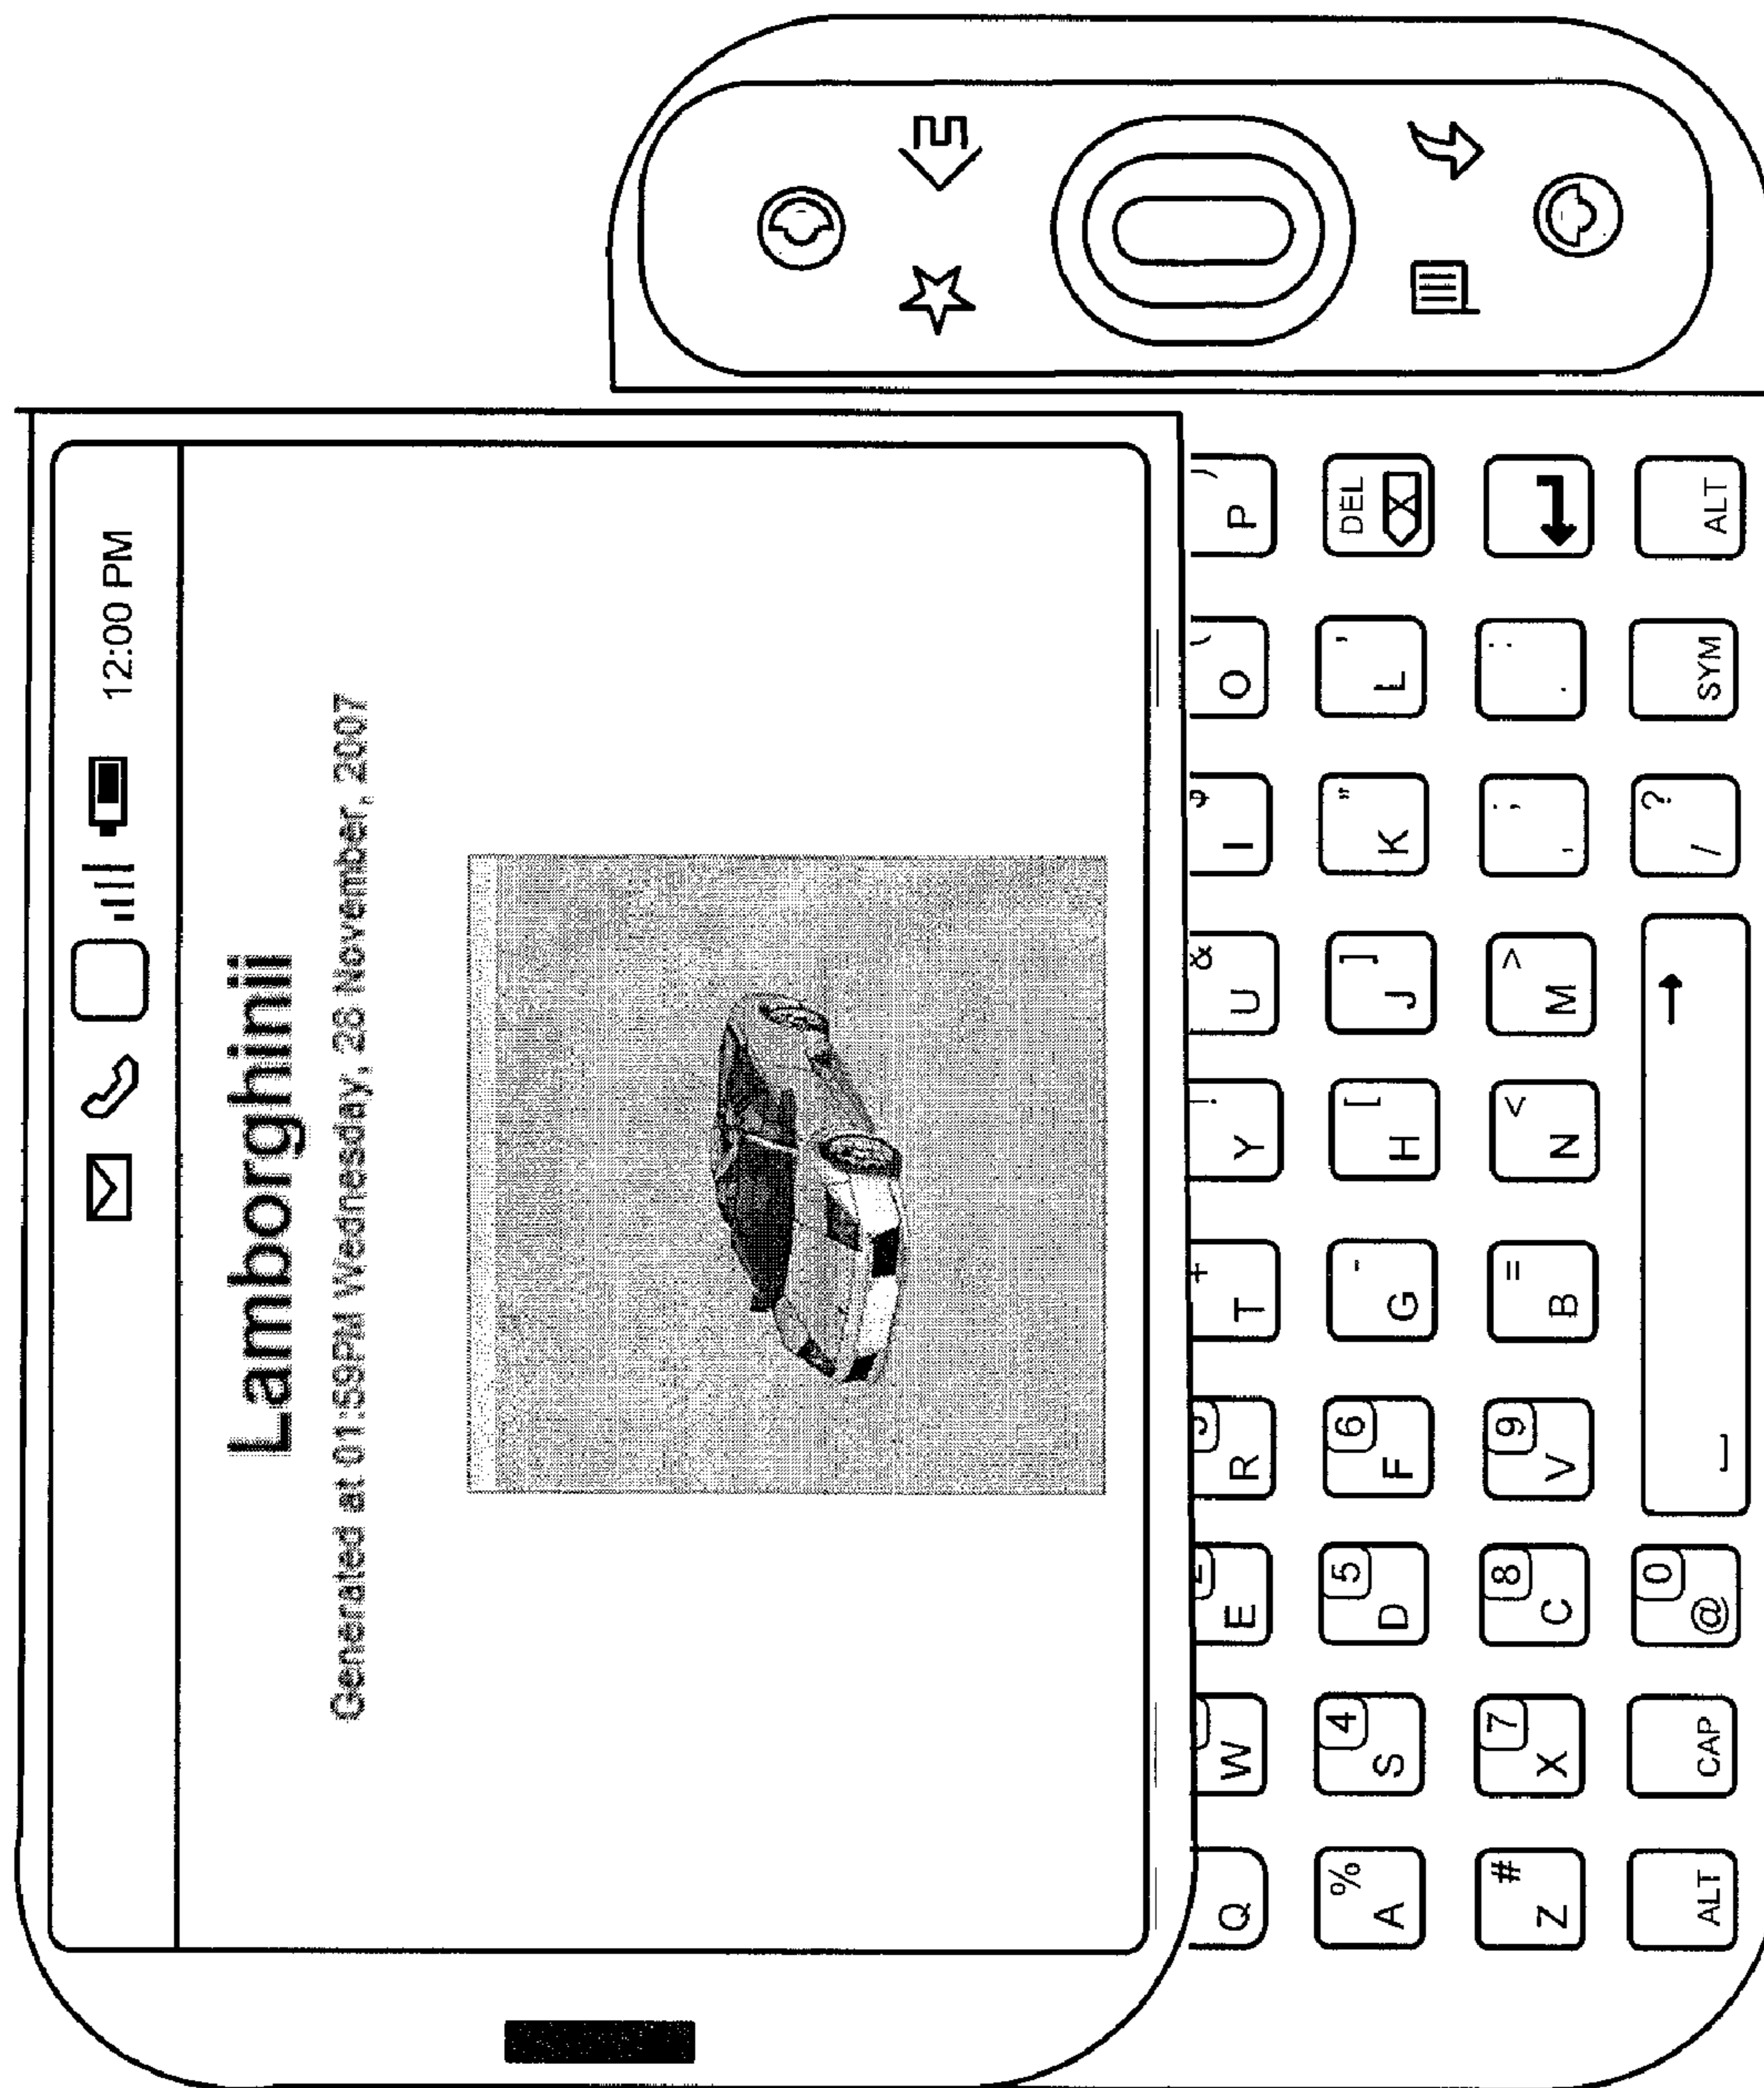 12:00 PM
Lamborghinii
Generated at 01:59PM Wednesday, 28 November, 2007
+ ! & ( )
Q W E R T Y U I O P
% 4 5 6 - [ ] " ' DEL
A S D F G H J K L
# 7 8 9 = < > ; :
Z X C V B N M , .
0 ?
ALT CAP @ / SYM ALT